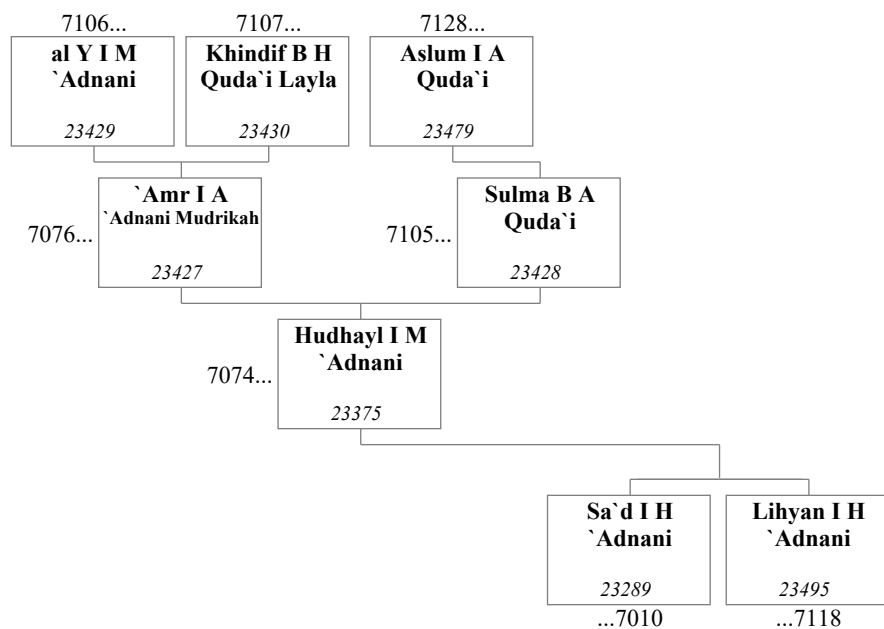 7106...
7107...
7128...
al Y I M
`Adnani
23429
Khindif B H
Quda`i Layla
23430
Aslum I A
Quda`i
23479
7076...
`Amr I A
`Adnani Mudrikah
23427
7105...
Sulma B A
Quda`i
23428
7074...
Hudhayl I M
`Adnani
23375
Sa`d I H
`Adnani
23289
...7010
Lihyan I H
`Adnani
23495
...7118